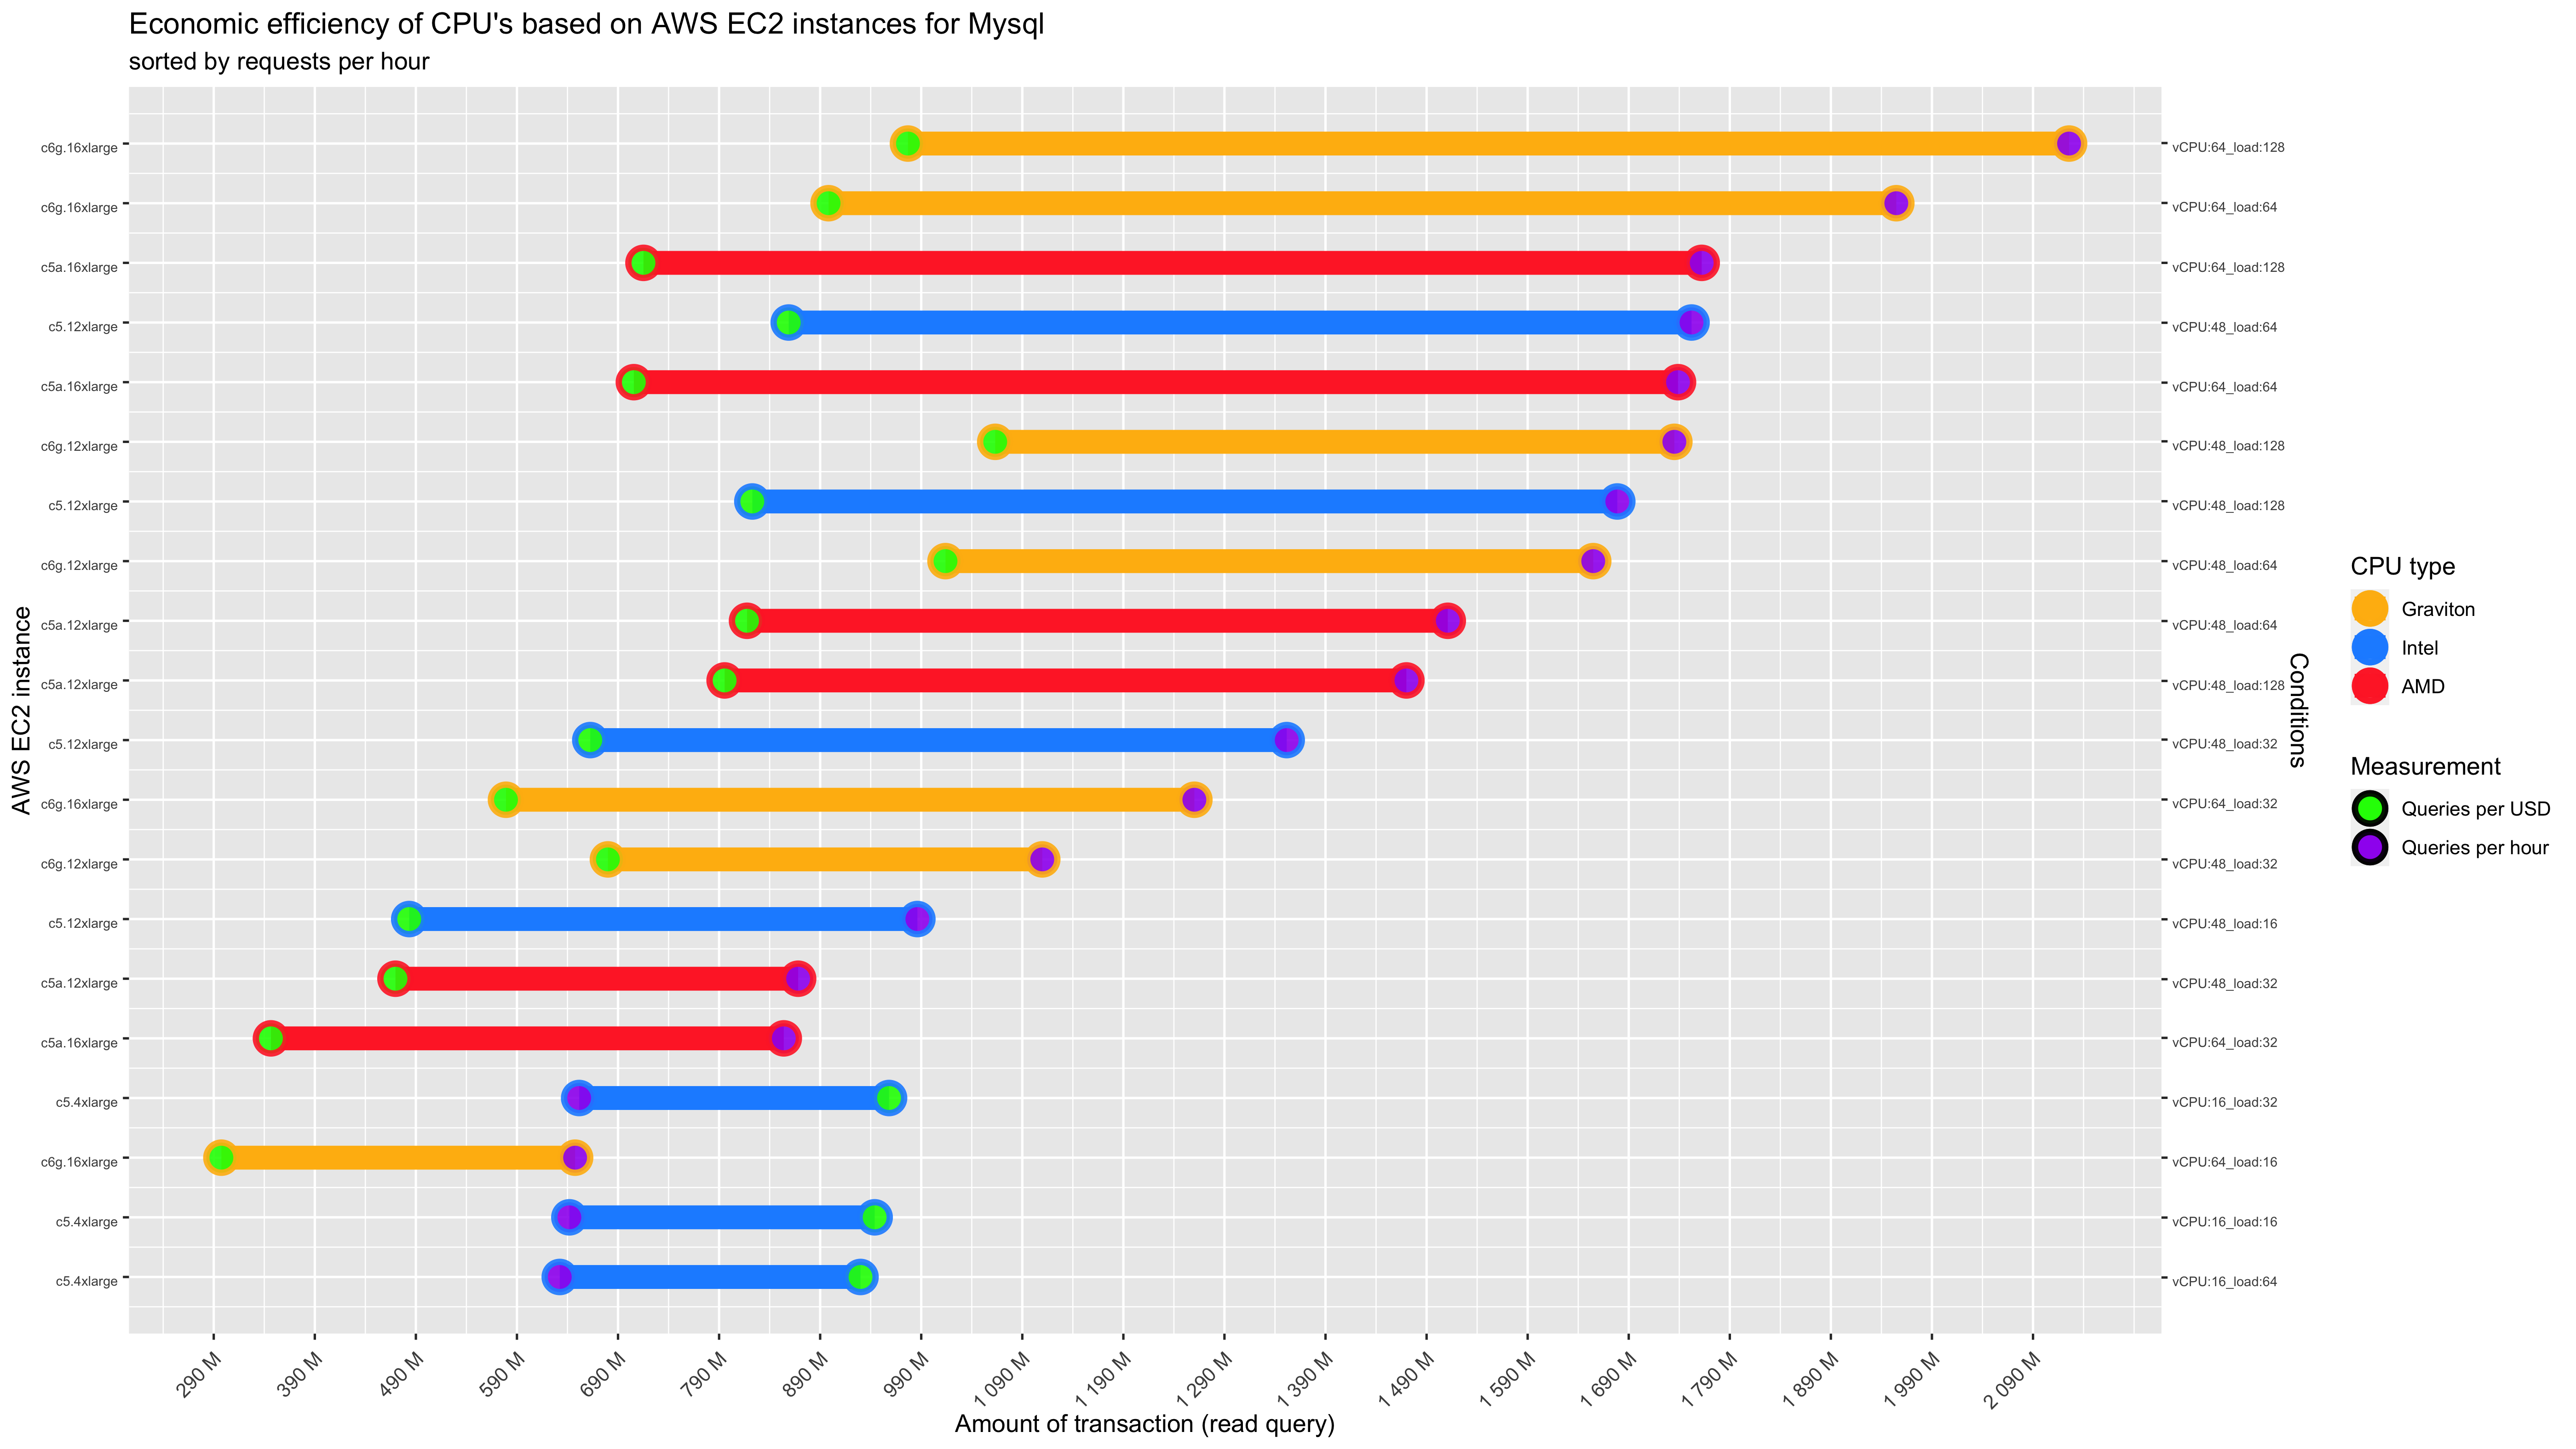 Economic efficiency of CPU's based on AWS EC2 instances for Mysql
sorted by requests per hour
AWS EC2 instance
c6g.16xlarge vCPU:64_load:128
c6g.16xlarge vCPU:64_load:64
c5a.16xlarge vCPU:64_load:128
c5.12xlarge vCPU:48_load:64
c5a.16xlarge vCPU:64_load:64
c6g.12xlarge vCPU:48_load:128
c5.12xlarge vCPU:48_load:128
c6g.12xlarge vCPU:48_load:64
c5a.12xlarge vCPU:48_load:64
c5a.12xlarge vCPU:48_load:128
c5.12xlarge vCPU:48_load:32
c6g.16xlarge vCPU:64_load:32
c6g.12xlarge vCPU:48_load:32
c5.12xlarge vCPU:48_load:16
c5a.12xlarge vCPU:48_load:32
c5a.16xlarge vCPU:64_load:32
c5.4xlarge vCPU:16_load:32
c6g.16xlarge vCPU:64_load:16
c5.4xlarge vCPU:16_load:16
c5.4xlarge vCPU:16_load:64
Conditions
290 M 390 M 490 M 590 M 690 M 790 M 890 M 990 M 1 090 M 1 190 M 1 290 M 1 390 M 1 490 M 1 590 M 1 690 M 1 790 M 1 890 M 1 990 M 2 090 M
Amount of transaction (read query)
CPU type
Graviton
Intel
AMD
Measurement
Queries per USD
Queries per hour